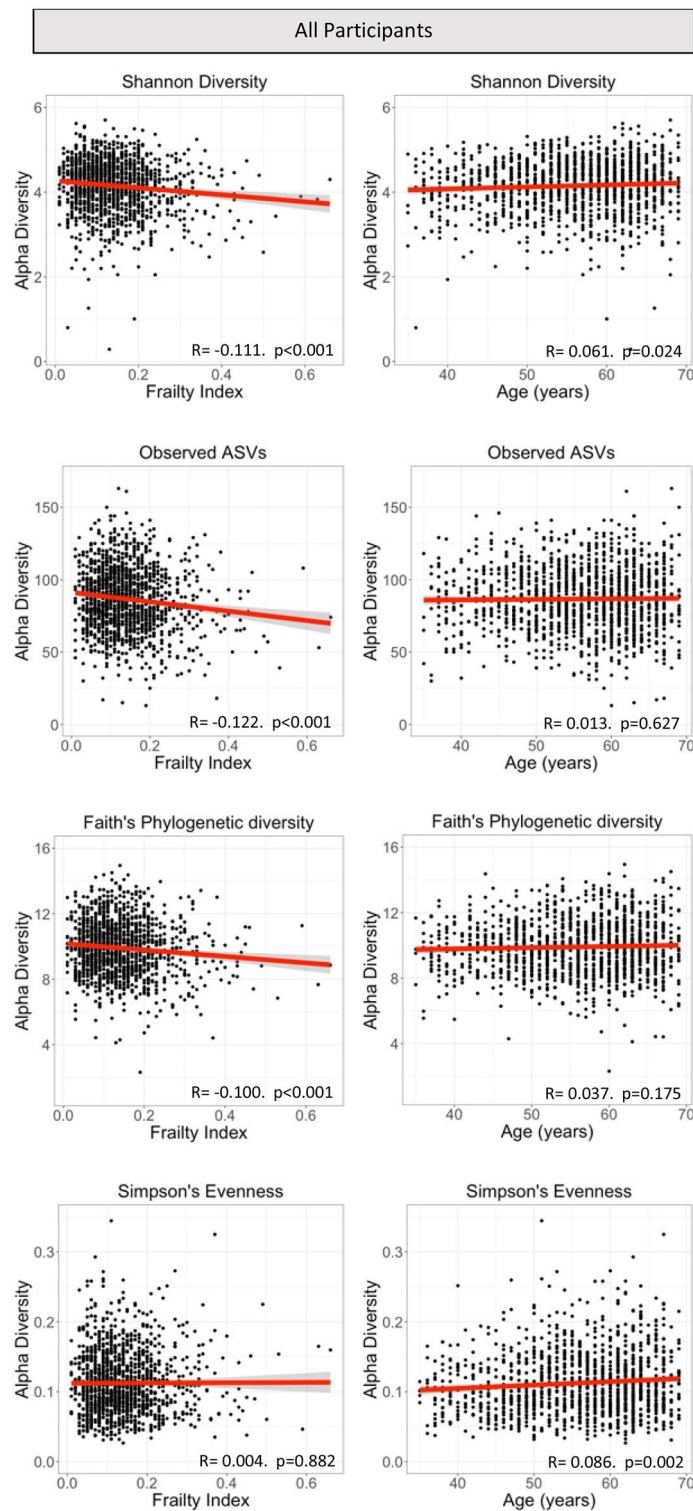 All Participants
Shannon Diversity
Alpha Diversity
6
4
2
0
R= -0.111.  p<0.001
0.0 0.2 0.4 0.6
Frailty Index
Shannon Diversity
Alpha Diversity
6
4
2
0
R= 0.061.  p=0.024
40 50 60 70
Age (years)
Observed ASVs
Alpha Diversity
150
100
50
0
R= -0.122.  p<0.001
0.0 0.2 0.4 0.6
Frailty Index
Observed ASVs
Alpha Diversity
150
100
50
0
R= 0.013.  p=0.627
40 50 60 70
Age (years)
Faith's Phylogenetic diversity
Alpha Diversity
16
12
8
4
R= -0.100.  p<0.001
0.0 0.2 0.4 0.6
Frailty Index
Faith's Phylogenetic diversity
Alpha Diversity
16
12
8
4
R= 0.037.  p=0.175
40 50 60 70
Age (years)
Simpson's Evenness
Alpha Diversity
0.3
0.2
0.1
0.0
R= 0.004.  p=0.882
0.0 0.2 0.4 0.6
Frailty Index
Simpson's Evenness
Alpha Diversity
0.3
0.2
0.1
0.0
R= 0.086.  p=0.002
40 50 60 70
Age (years)